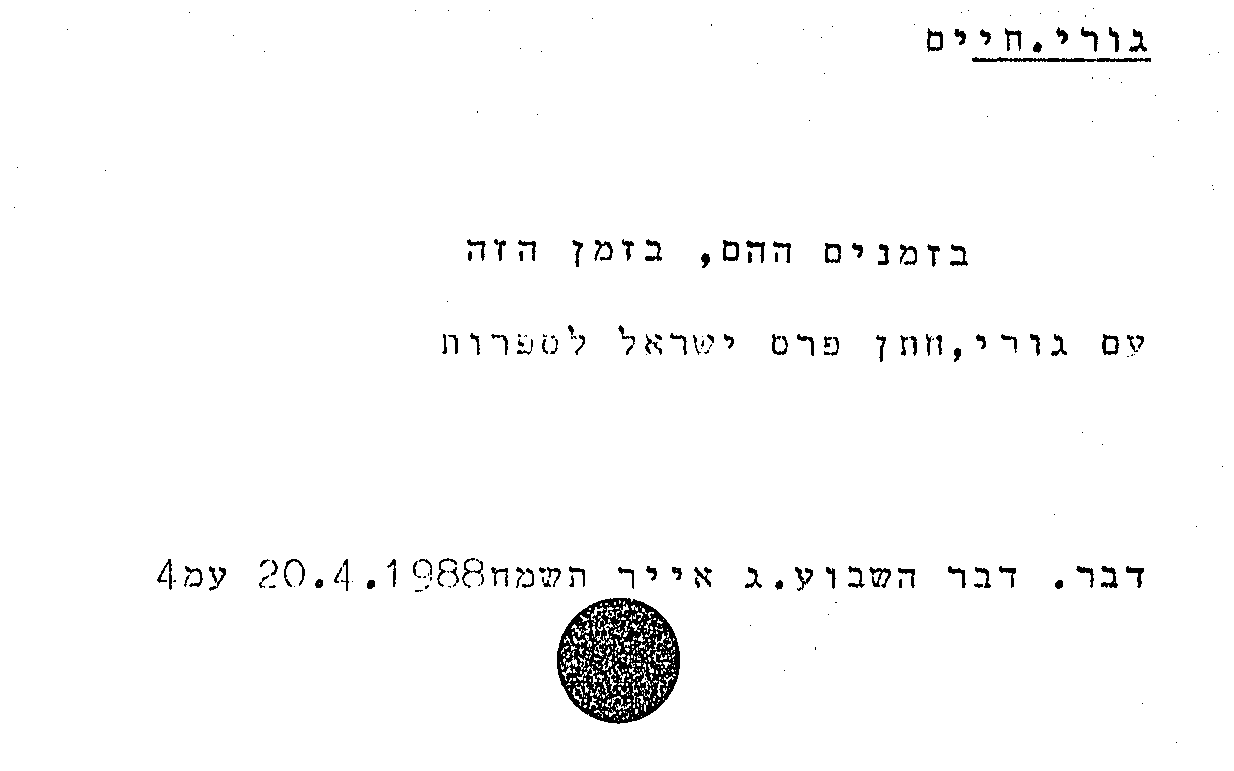 גורי.חיים
בזמנים ההם, בזמן הזה
עם גורי,חתן פרס ישראל לספרות
דבר. דבר השבוע.ג אייר תשמח20.4.1988 עמ4